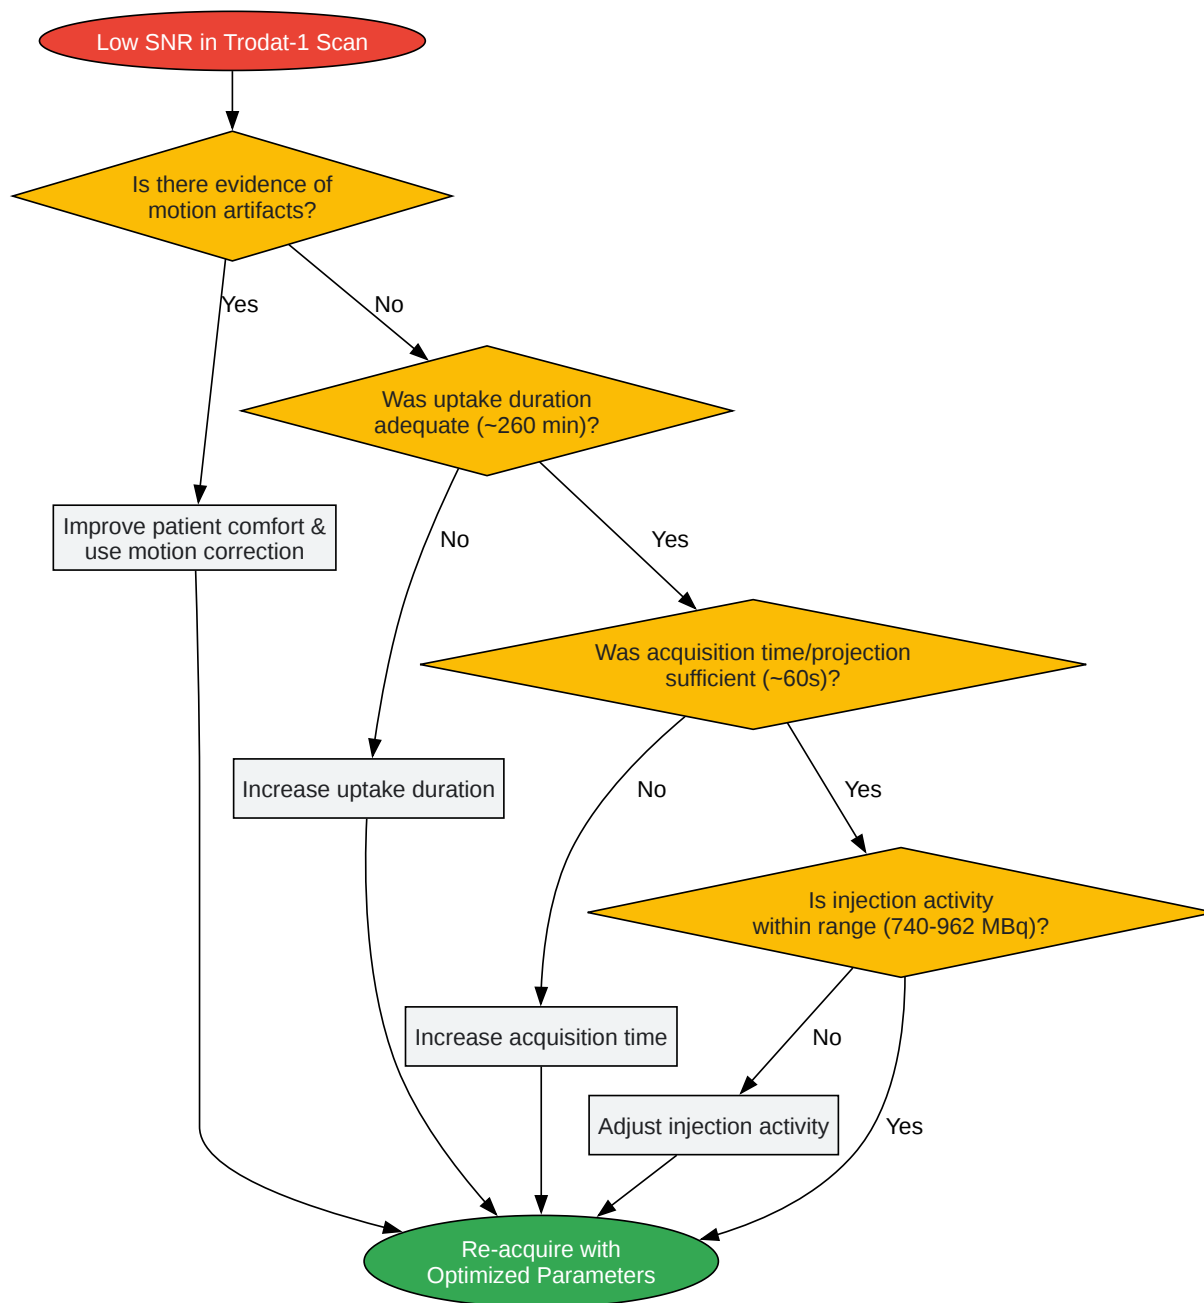 Low SNR in Trodat-1 Scan
Is there evidence of
motion artifacts?
Yes
No
Was uptake duration
adequate (~260 min)?
Improve patient comfort &
use motion correction
No
Yes
Was acquisition time/projection
sufficient (~60s)?
Increase uptake duration
No
Yes
Is injection activity
within range (740-962 MBq)?
Increase acquisition time
No
Adjust injection activity
Yes
Re-acquire with
Optimized Parameters